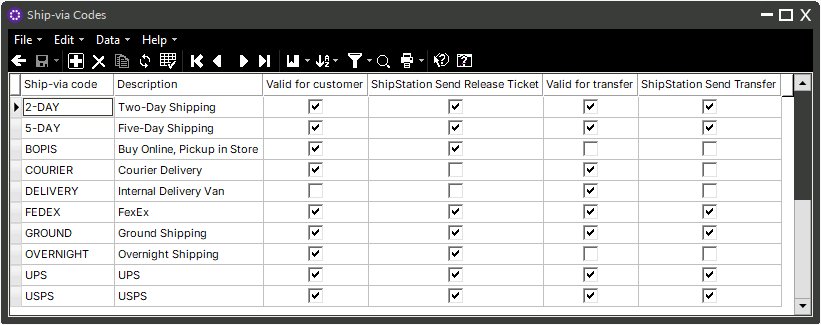 Ship-via Codes
File Edit Data Help
Ship-via code Description Valid for customer ShipStation Send Release Ticket Valid for transfer ShipStation Send Transfer
2-DAY Two-Day Shipping
5-DAY Five-Day Shipping
BOPIS Buy Online, Pickup in Store
COURIER Courier Delivery
DELIVERY Internal Delivery Van
FEDEX FexEx
GROUND Ground Shipping
OVERNIGHT Overnight Shipping
UPS UPS
USPS USPS